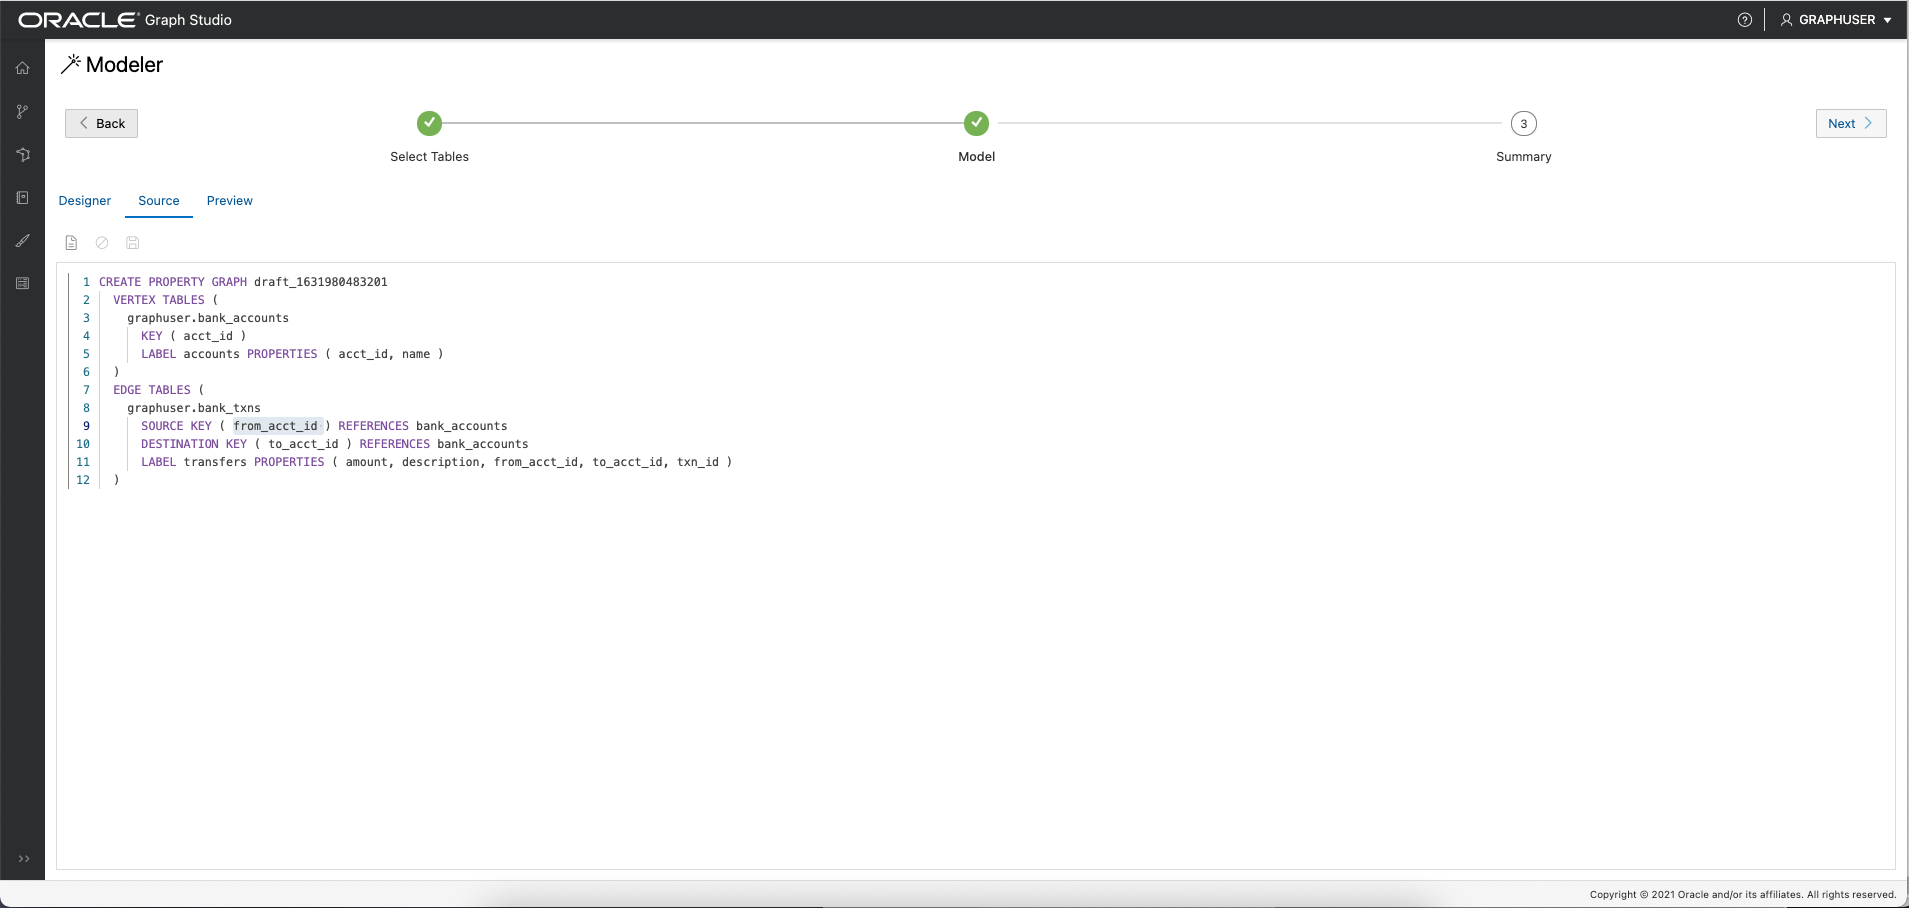 ORACLE® Graph Studio
? GRAPHUSER
Modeler
Back
Next
3
Select Tables
Model
Summary
Designer Source Preview
1 CREATE PROPERTY GRAPH draft_1631980483201
2 VERTEX TABLES (
3 graphuser.bank_accounts
4 KEY ( acct_id )
5 LABEL accounts PROPERTIES ( acct_id, name )
6 )
7 EDGE TABLES (
8 graphuser.bank_txns
9 SOURCE KEY ( from_acct_id ) REFERENCES bank_accounts
10 DESTINATION KEY ( to_acct_id ) REFERENCES bank_accounts
11 LABEL transfers PROPERTIES ( amount, description, from_acct_id, to_acct_id, txn_id )
12 )
Copyright © 2021 Oracle and/or its affiliates. All rights reserved.